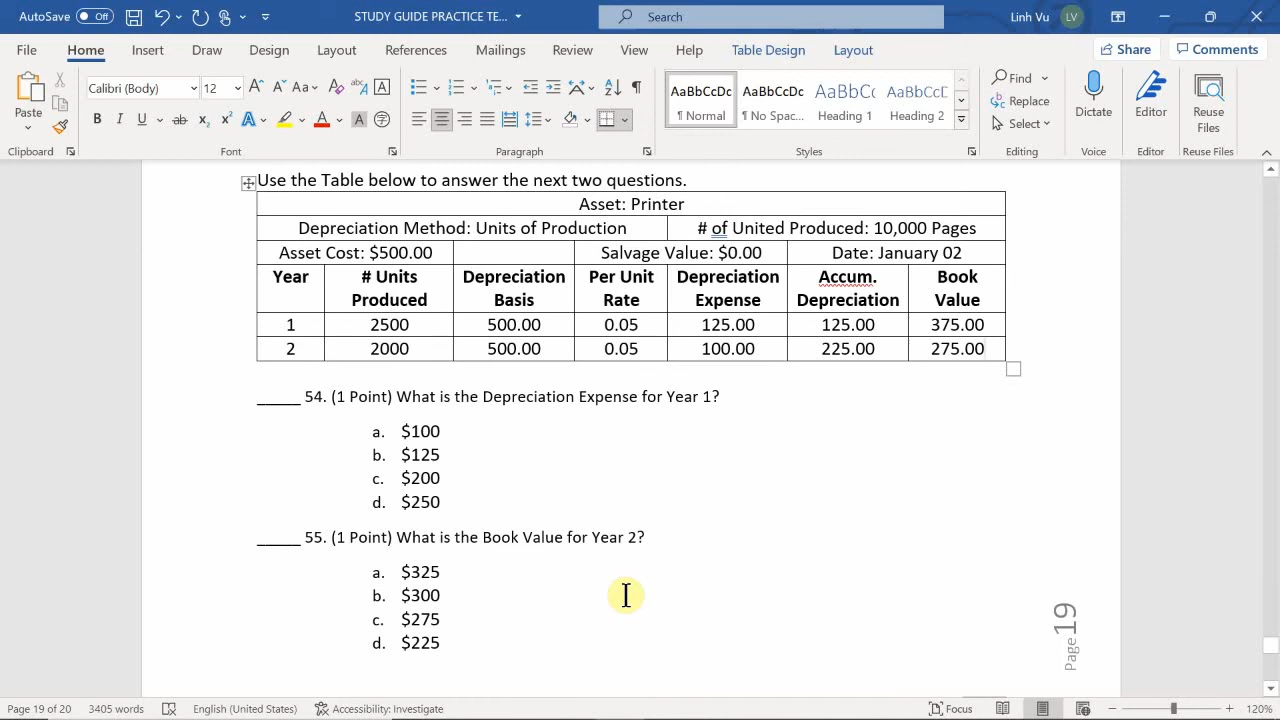 AutoSave Off STUDY GUIDE PRACTICE TE... Search Linh Vu LV
File Home Insert Draw Design Layout References Mailings Review View Help Table Design Layout Share Comments
Paste Calibri (Body) 12 AaBbCcDc AaBbCcDc AaBbCc AaBbCcC Find Replace Select Dictate Editor Reuse Files
¶ Normal ¶ No Spac... Heading 1 Heading 2
Clipboard Font Paragraph Styles Editing Voice Editor Reuse Files
Use the Table below to answer the next two questions.
Asset: Printer
Depreciation Method: Units of Production # of United Produced: 10,000 Pages
Asset Cost: $500.00 Salvage Value: $0.00 Date: January 02
Year # Units Produced Depreciation Basis Per Unit Rate Depreciation Expense Accum. Depreciation Book Value
1 2500 500.00 0.05 125.00 125.00 375.00
2 2000 500.00 0.05 100.00 225.00 275.00
_____ 54. (1 Point) What is the Depreciation Expense for Year 1?
a. $100
b. $125
c. $200
d. $250
_____ 55. (1 Point) What is the Book Value for Year 2?
a. $325
b. $300
c. $275
d. $225
Page 19
Page 19 of 20 3405 words English (United States) Accessibility: Investigate Focus 120%